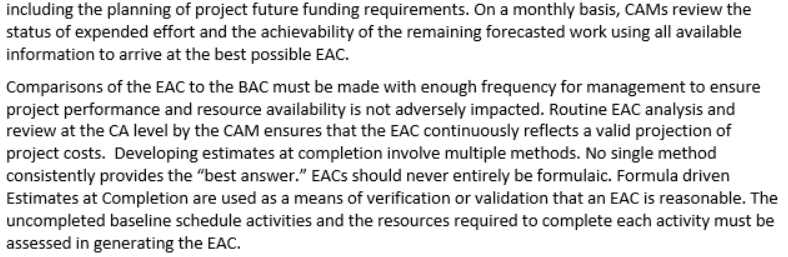 including the planning of project future funding requirements. On a monthly basis, CAMs review the
status of expended effort and the achievability of the remaining forecasted work using all available
information to arrive at the best possible EAC.
Comparisons of the EAC to the BAC must be made with enough frequency for management to ensure
project performance and resource availability is not adversely impacted. Routine EAC analysis and
review at the CA level by the CAM ensures that the EAC continuously reflects a valid projection of
project costs.  Developing estimates at completion involve multiple methods. No single method
consistently provides the “best answer.” EACs should never entirely be formulaic. Formula driven
Estimates at Completion are used as a means of verification or validation that an EAC is reasonable. The
uncompleted baseline schedule activities and the resources required to complete each activity must be
assessed in generating the EAC.